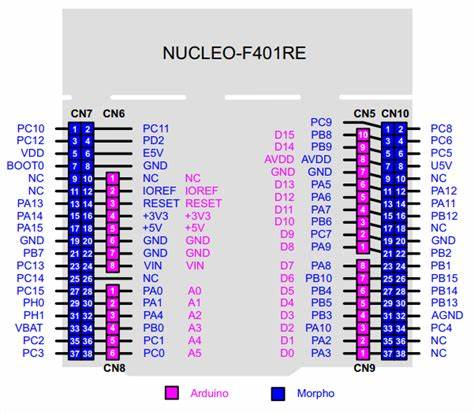 NUCLEO-F401RE
CN7 CN6 CN5 CN10
PC9
PC10 1 2 PC11 PB8 D15 10 1 2 PC8
PC12 3 4 PD2 PB9 D14 9 3 4 PC6
VDD 5 6 E5V AVDD AVDD 8 5 6 PC5
BOOT0 7 8 GND GND GND 7 7 8 U5V
NC 9 10 1 NC NC D13 PA5 6 9 10 NC
NC 11 12 2 IOREF IOREF D12 PA6 5 11 12 PA12
PA13 13 14 3 RESET RESET D11 PA7 4 13 14 PA11
PA14 15 16 4 +3V3 +3V3 D10 PB6 3 15 16 PB12
PA15 17 18 5 +5V +5V D9 PC7 2 17 18 NC
GND 19 20 6 GND GND D8 PA9 1 19 20 GND
PB7 21 22 7 GND GND 21 22 PB2
PC13 23 24 8 VIN VIN D7 PA8 8 23 24 PB1
PC14 25 26 NC D6 PB10 7 25 26 PB15
PC15 27 28 1 PA0 A0 D5 PB4 6 27 28 PB14
PH0 29 30 2 PA1 A1 D4 PB5 5 29 30 PB13
PH1 31 32 3 PA4 A2 D3 PB3 4 31 32 AGND
VBAT 33 34 4 PB0 A3 D2 PA10 3 33 34 PC4
PC2 35 36 5 PC1 A4 D1 PA2 2 35 36 NC
PC3 37 38 6 PC0 A5 D0 PA3 1 37 38 NC
CN8 CN9
Arduino Morpho